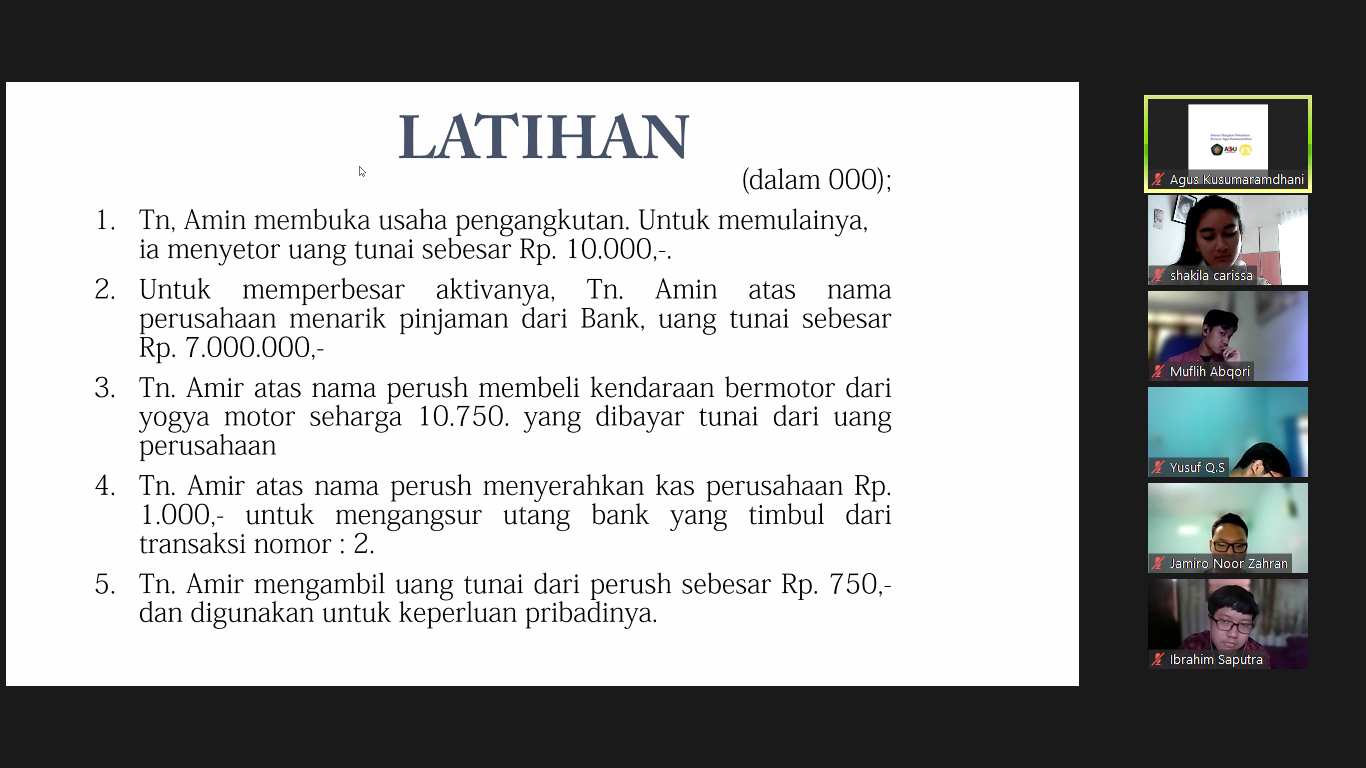 LATIHAN
(dalam 000);
1. Tn, Amin membuka usaha pengangkutan. Untuk memulainya,
ia menyetor uang tunai sebesar Rp. 10.000,-.
2. Untuk memperbesar aktivanya, Tn. Amin atas nama
perusahaan menarik pinjaman dari Bank, uang tunai sebesar
Rp. 7.000.000,-
3. Tn. Amir atas nama perush membeli kendaraan bermotor dari
yogya motor seharga 10.750. yang dibayar tunai dari uang
perusahaan
4. Tn. Amir atas nama perush menyerahkan kas perusahaan Rp.
1.000,- untuk mengangsur utang bank yang timbul dari
transaksi nomor : 2.
5. Tn. Amir mengambil uang tunai dari perush sebesar Rp. 750,-
dan digunakan untuk keperluan pribadinya.
Agus Kusumaramdhani
shakila carissa
Muflih Abqori
Yusuf Q.S
Jamiro Noor Zahran
Ibrahim Saputra